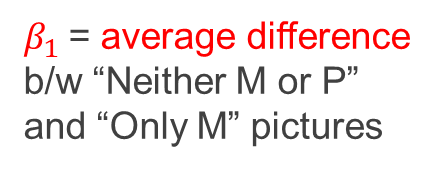 β₁ = average difference
b/w “Neither M or P”
and “Only M” pictures